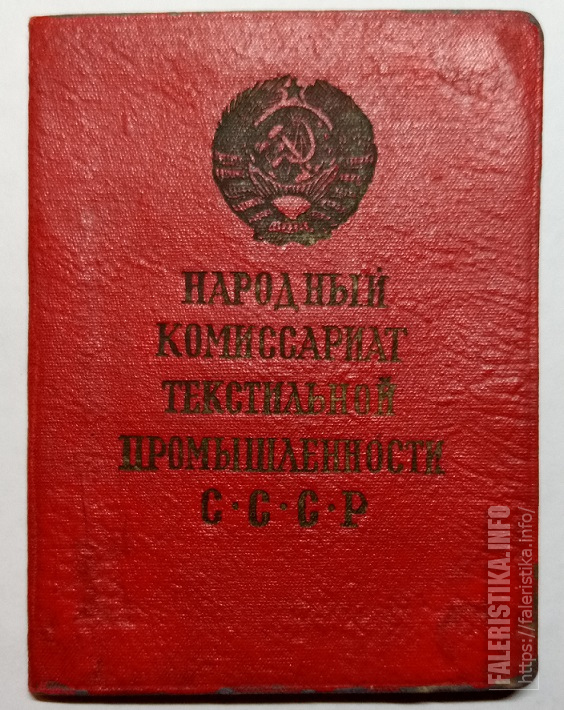 НАРОДНЫЙ
КОМИССАРИАТ
ТЕКСТИЛЬНОЙ
ПРОМЫШЛЕННОСТИ
С·С·С·Р
FALERISTIKA.INFO
https://faleristika.info/